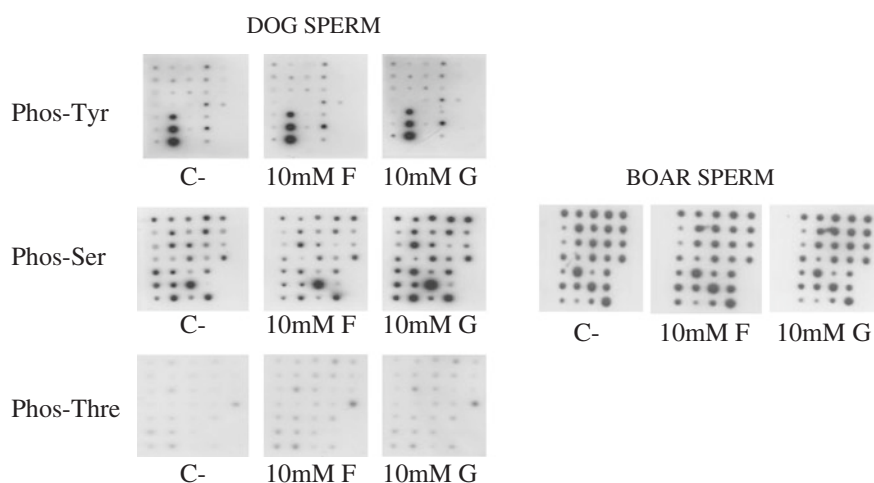 DOG SPERM
Phos-Tyr
C- 10mM F 10mM G
BOAR SPERM
Phos-Ser
C- 10mM F 10mM G
C- 10mM F 10mM G
Phos-Thre
C- 10mM F 10mM G